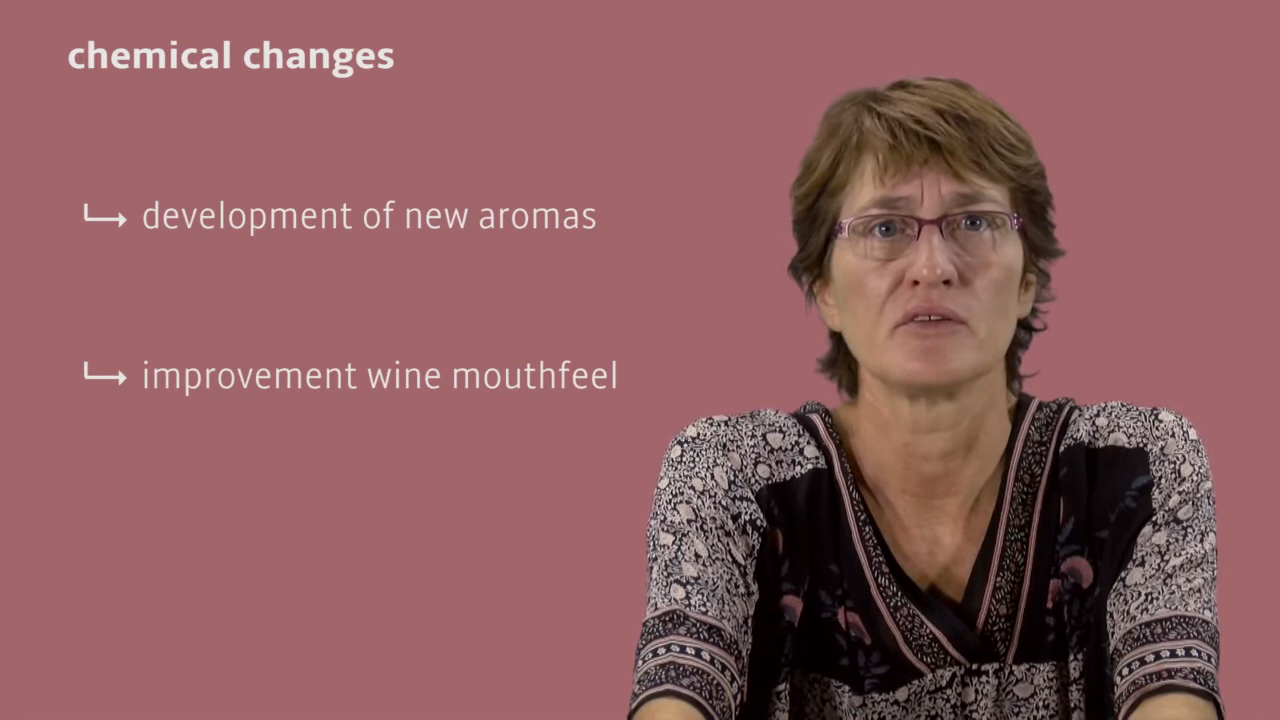 chemical changes
development of new aromas
improvement wine mouthfeel